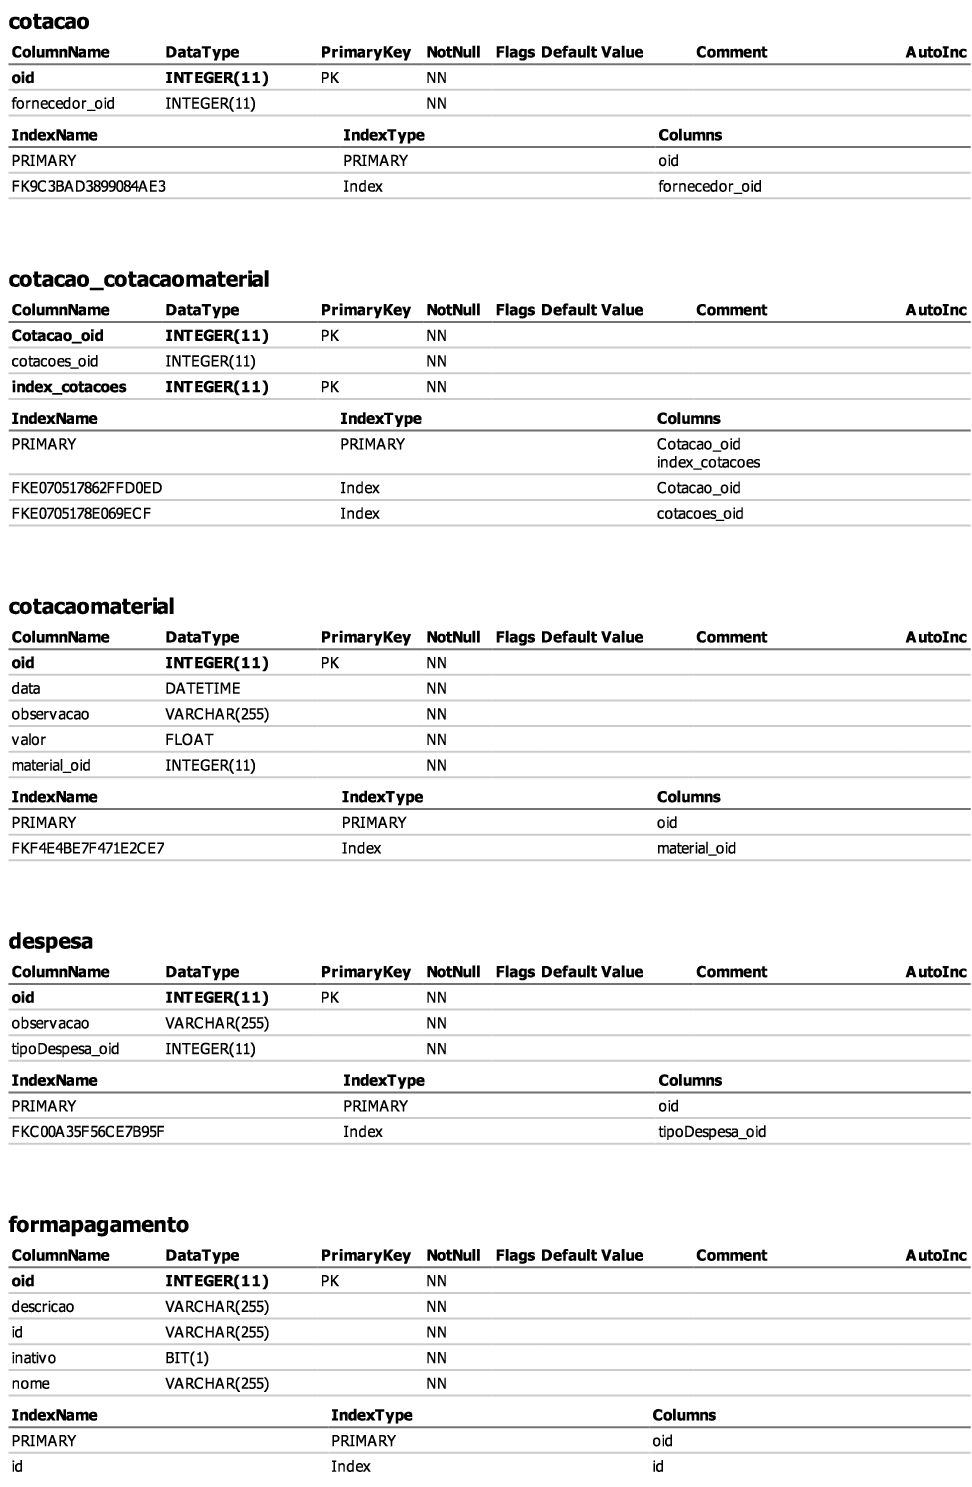 cotacao
ColumnName DataType PrimaryKey NotNull Flags Default Value Comment AutoInc
oid INTEGER(11) PK NN
fornecedor_oid INTEGER(11) NN
IndexName IndexType Columns
PRIMARY PRIMARY oid
FK9C3BAD3899084AE3 Index fornecedor_oid
cotacao_cotacaomaterial
ColumnName DataType PrimaryKey NotNull Flags Default Value Comment AutoInc
Cotacao_oid INTEGER(11) PK NN
cotacoes_oid INTEGER(11) NN
index_cotacoes INTEGER(11) PK NN
IndexName IndexType Columns
PRIMARY PRIMARY Cotacao_oid
index_cotacoes
FKE070517862FFD0ED Index Cotacao_oid
FKE0705178E069ECF Index cotacoes_oid
cotacaomaterial
ColumnName DataType PrimaryKey NotNull Flags Default Value Comment AutoInc
oid INTEGER(11) PK NN
data DATETIME NN
observacao VARCHAR(255) NN
valor FLOAT NN
material_oid INTEGER(11) NN
IndexName IndexType Columns
PRIMARY PRIMARY oid
FKF4E4BE7F471E2CE7 Index material_oid
despesa
ColumnName DataType PrimaryKey NotNull Flags Default Value Comment AutoInc
oid INTEGER(11) PK NN
observacao VARCHAR(255) NN
tipoDespesa_oid INTEGER(11) NN
IndexName IndexType Columns
PRIMARY PRIMARY oid
FKC00A35F56CE7B95F Index tipoDespesa_oid
formapagamento
ColumnName DataType PrimaryKey NotNull Flags Default Value Comment AutoInc
oid INTEGER(11) PK NN
descricao VARCHAR(255) NN
id VARCHAR(255) NN
inativo BIT(1) NN
nome VARCHAR(255) NN
IndexName IndexType Columns
PRIMARY PRIMARY oid
id Index id